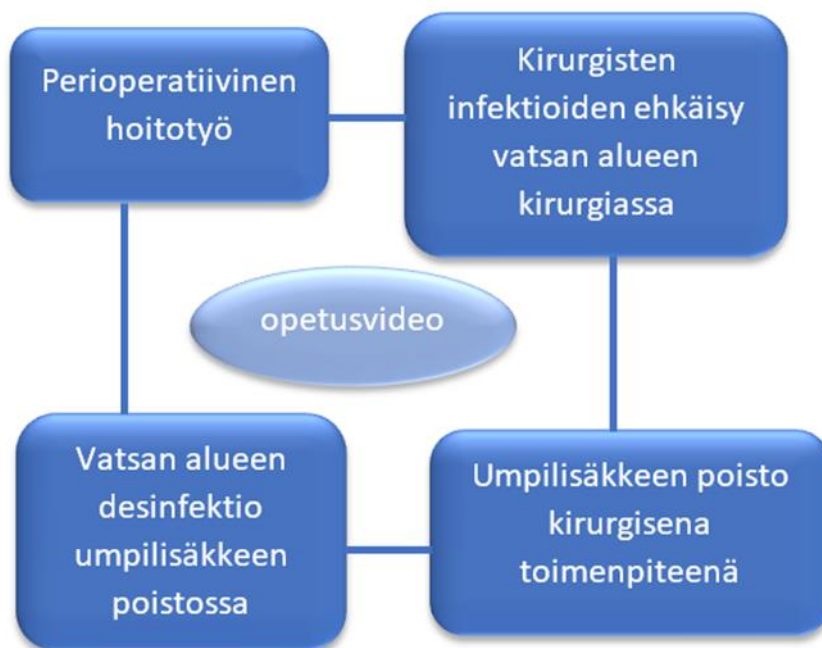 Perioperatiivinen
hoitotyö
Kirurgisten
infektioiden ehkäisy
vatsan alueen
kirurgiassa
opetusvideo
Vatsan alueen
desinfektio
umpilisäkkeen
poistossa
Umpilisäkkeen poisto
kirurgisena
toimenpiteenä